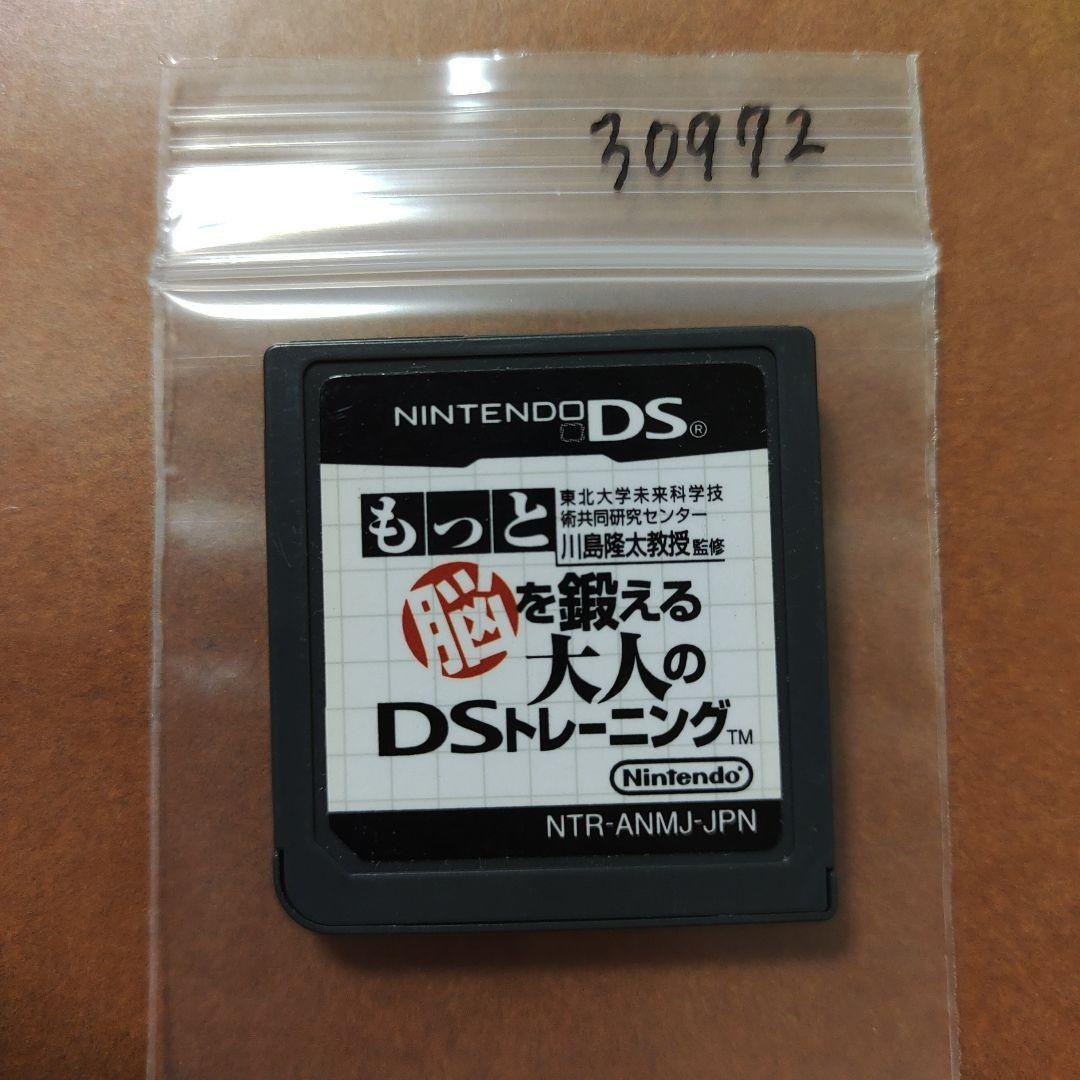 30972
NINTENDO DS®
もっと
東北大学未来科学技
術共同研究センター
川島隆太教授監修
脳を鍛える
大人の
DSトレーニング™
Nintendo®
NTR-ANMJ-JPN